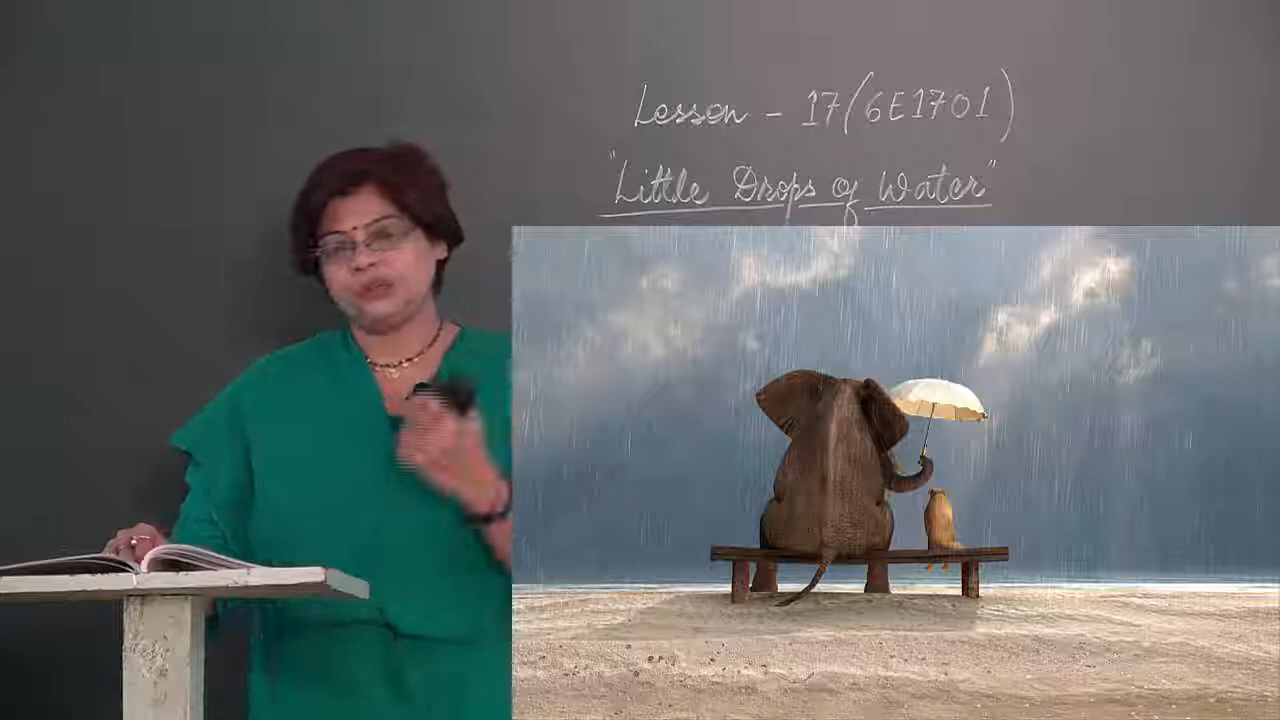 Lesson - 17(6E1701)
"Little Drops of Water"